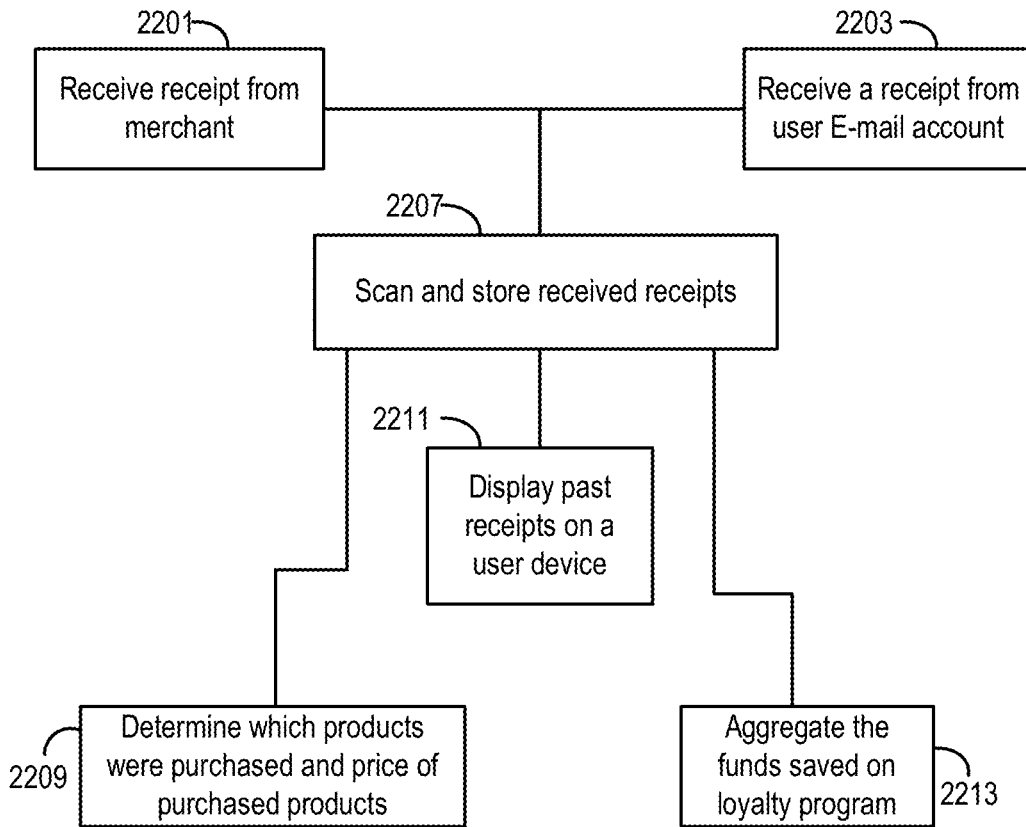 2201
2203
Receive receipt from
merchant
Receive a receipt from
user E-mail account
2207
Scan and store received receipts
2211
Display past
receipts on a
user device
2209
Determine which products
were purchased and price of
purchased products
Aggregate the
funds saved on
loyalty program
2213